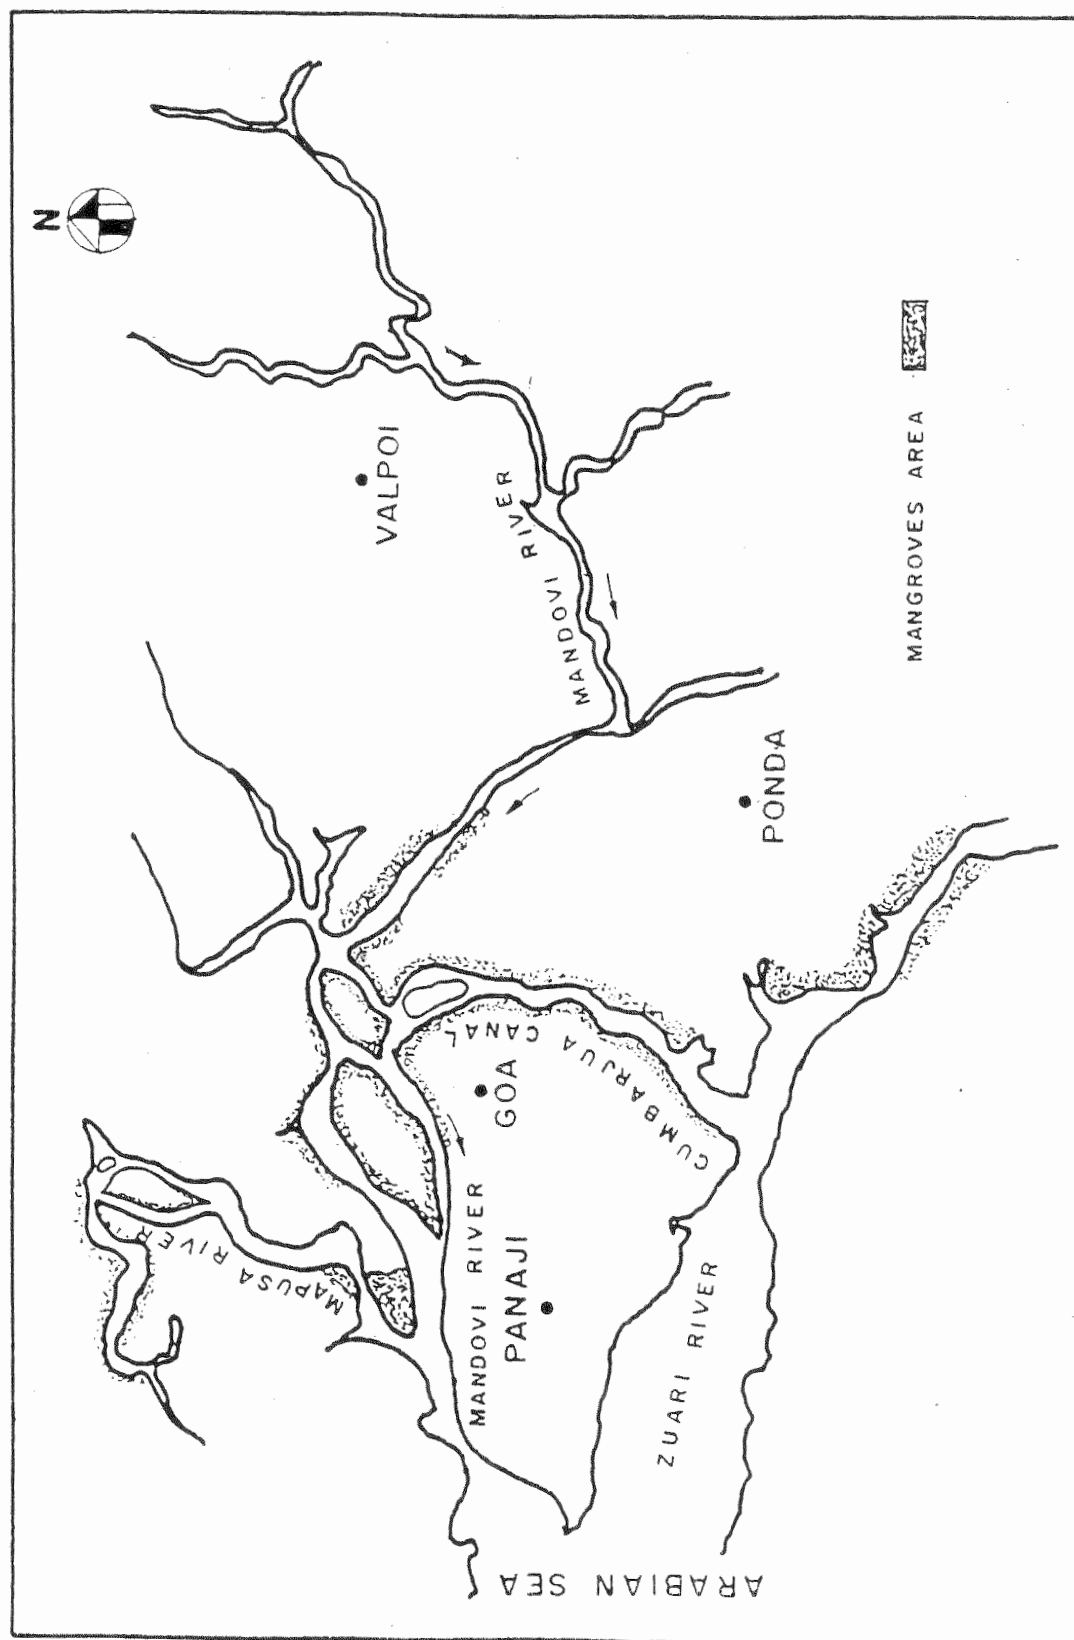 N
VALPOI
MANDOVI RIVER
MANGROVES AREA
PONDA
CUMBARJUA CANAL
GOA
MAPUSA RIVER
MANDOVI RIVER
PANAJI
ZUARI RIVER
ARABIAN SEA